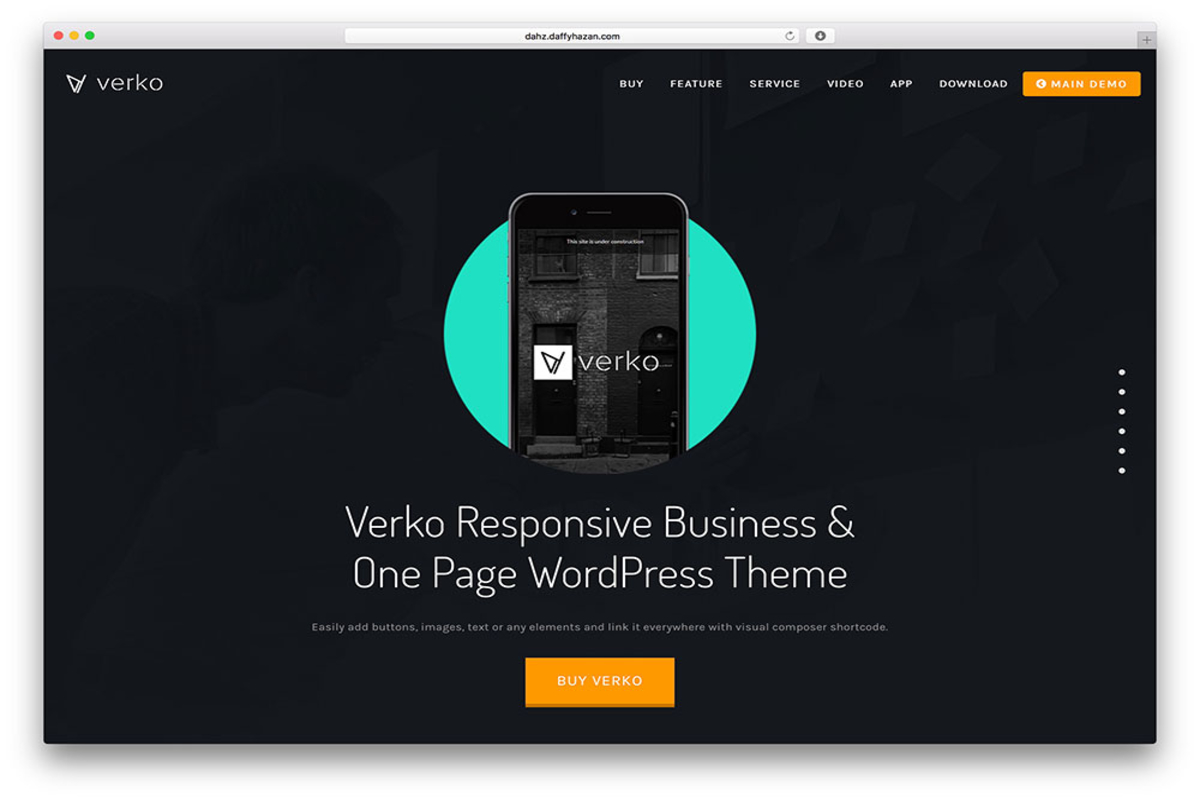 dahz.daffyhazan.com
verko
BUY FEATURE SERVICE VIDEO APP DOWNLOAD MAIN DEMO
This site is under construction
verko
Verko Responsive Business &
One Page WordPress Theme
Easily add buttons, images, text or any elements and link it everywhere with visual composer shortcode.
BUY VERKO